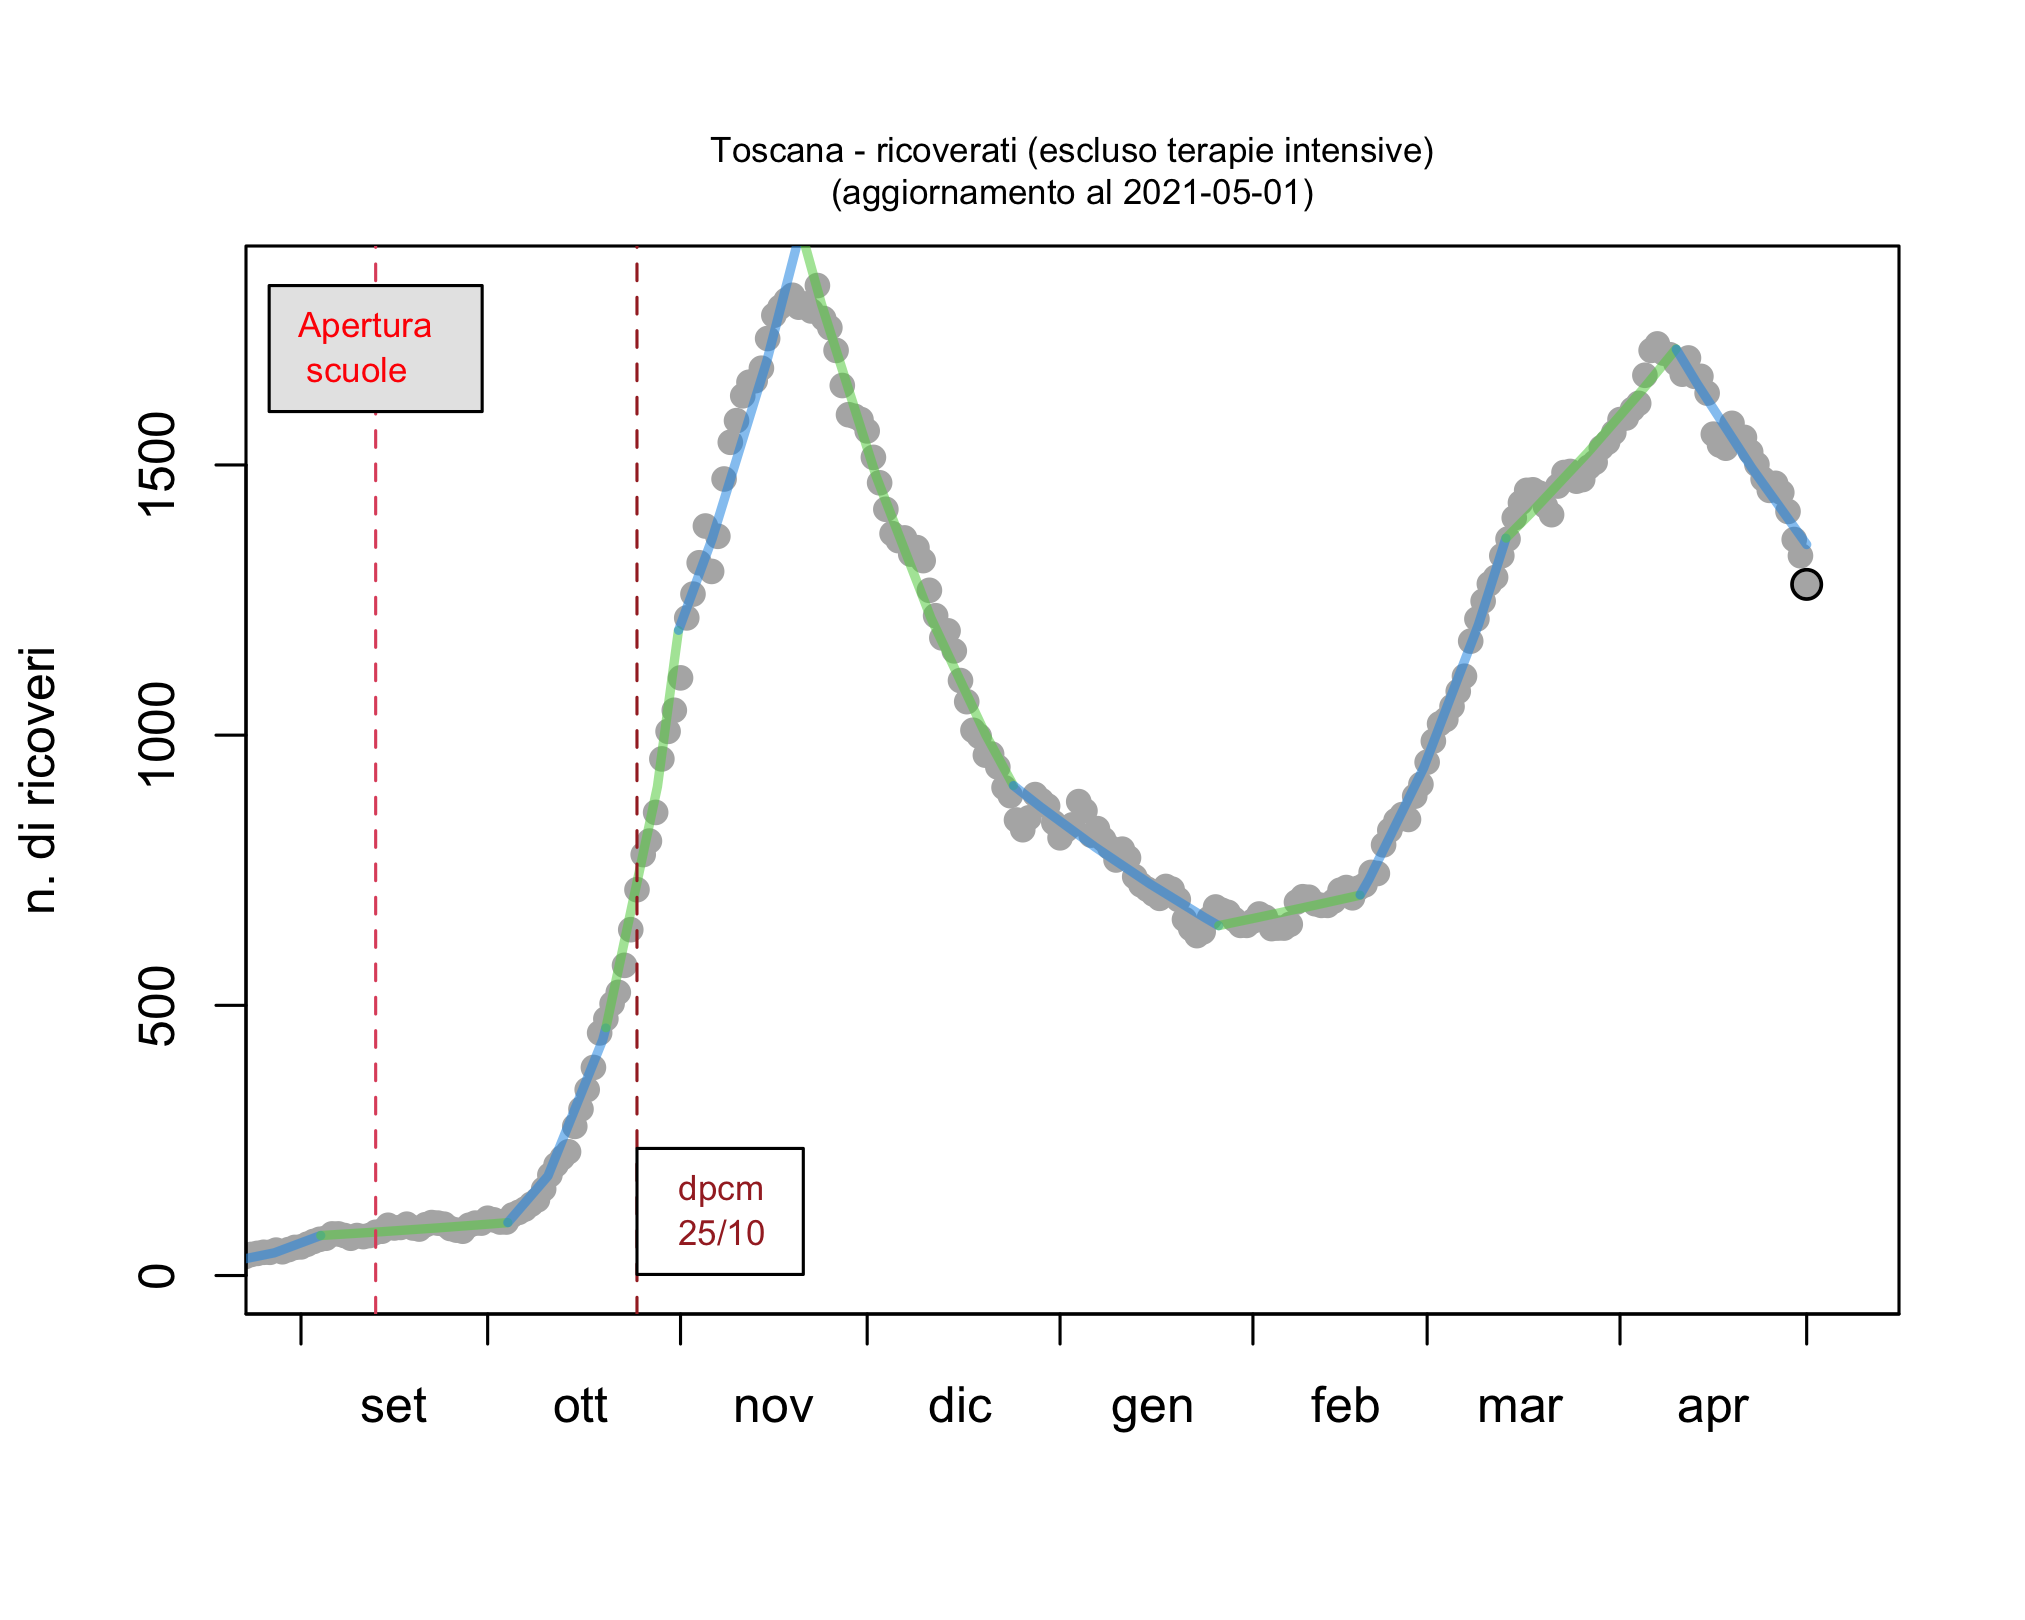 Toscana - ricoverati (escluso terapie intensive)
(aggiornamento al 2021-05-01)
Apertura
scuole
n. di ricoveri
1500
1000
500
0
dpcm
25/10
set ott nov dic gen feb mar apr